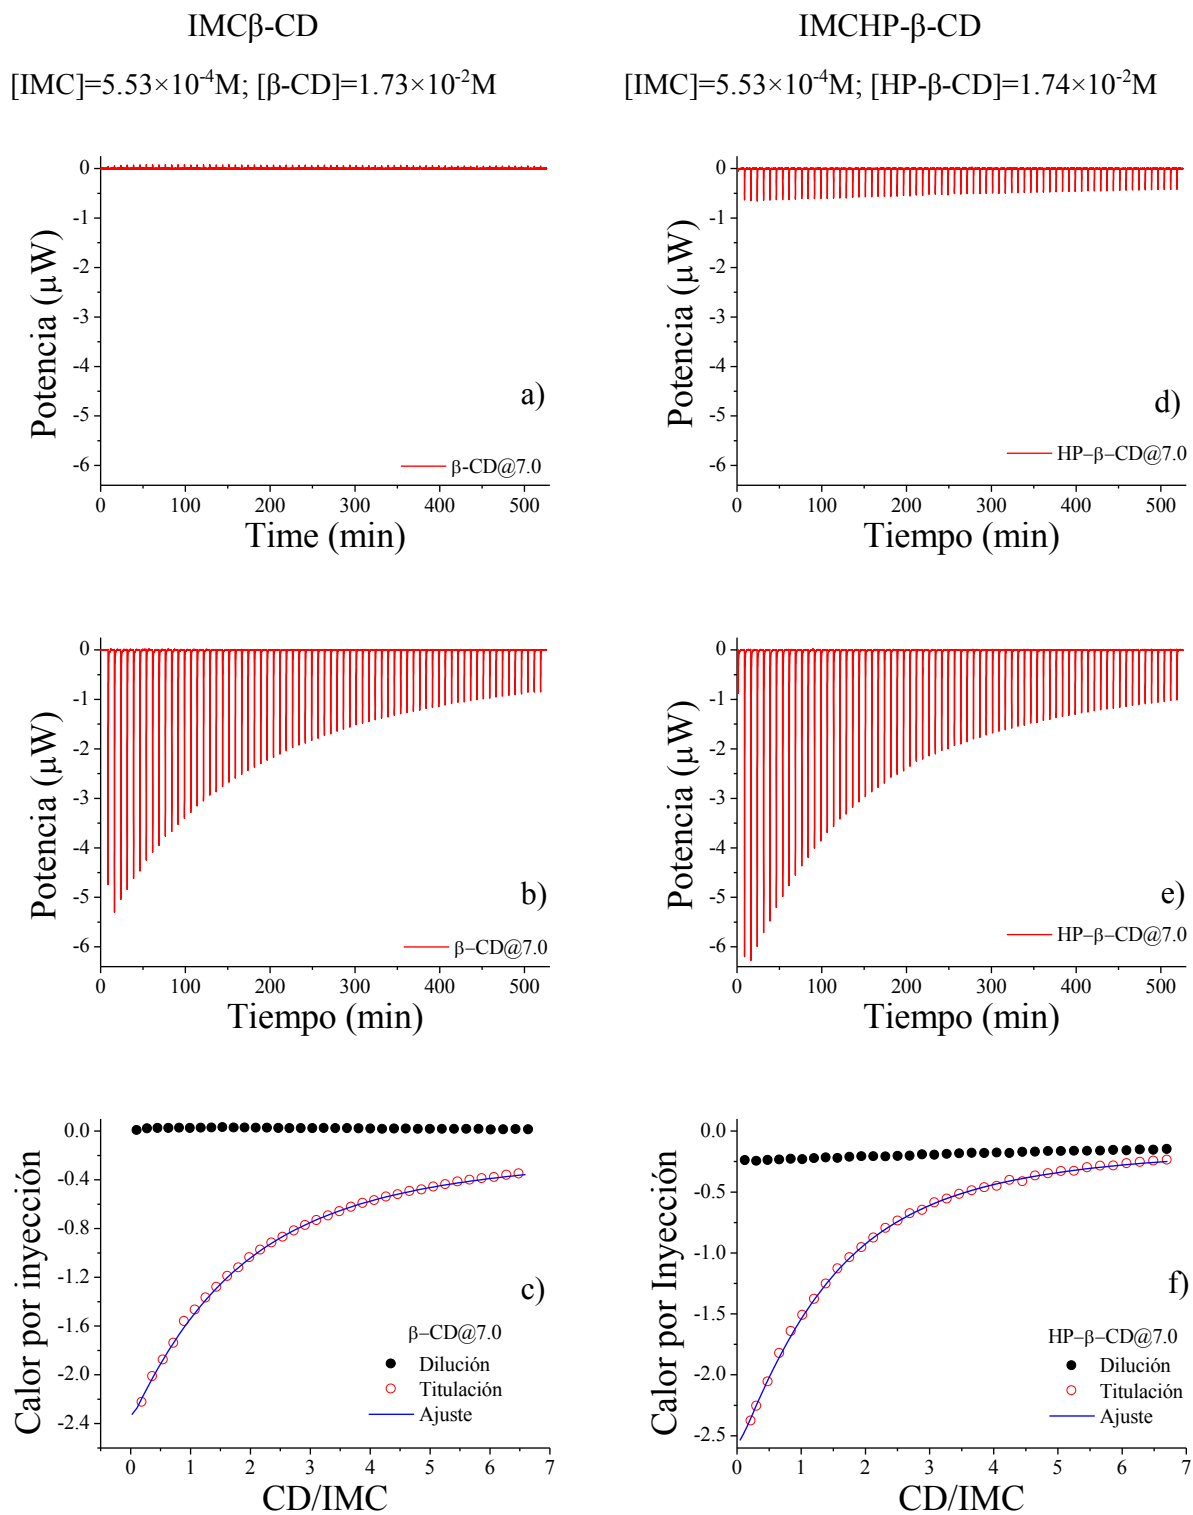 IMCβ-CD
[IMC]=5.53×10⁻⁴M; [β-CD]=1.73×10⁻²M
IMCHP-β-CD
[IMC]=5.53×10⁻⁴M; [HP-β-CD]=1.74×10⁻²M
0
-1
-2
-3
-4
-5
-6
Potencia (µW)
a)
β-CD@7.0
0 100 200 300 400 500
Time (min)
0
-1
-2
-3
-4
-5
-6
Potencia (µW)
d)
HP−β−CD@7.0
0 100 200 300 400 500
Tiempo (min)
0
-1
-2
-3
-4
-5
-6
Potencia (µW)
b)
β−CD@7.0
0 100 200 300 400 500
Tiempo (min)
0
-1
-2
-3
-4
-5
-6
Potencia (µW)
e)
HP−β−CD@7.0
0 100 200 300 400 500
Tiempo (min)
0.0
-0.4
-0.8
-1.2
-1.6
-2.0
-2.4
Calor por inyección
c)
β−CD@7.0
Dilución
Titulación
Ajuste
0 1 2 3 4 5 6 7
CD/IMC
0.0
-0.5
-1.0
-1.5
-2.0
-2.5
Calor por Inyección
f)
HP−β−CD@7.0
Dilución
Titulación
Ajuste
0 1 2 3 4 5 6 7
CD/IMC